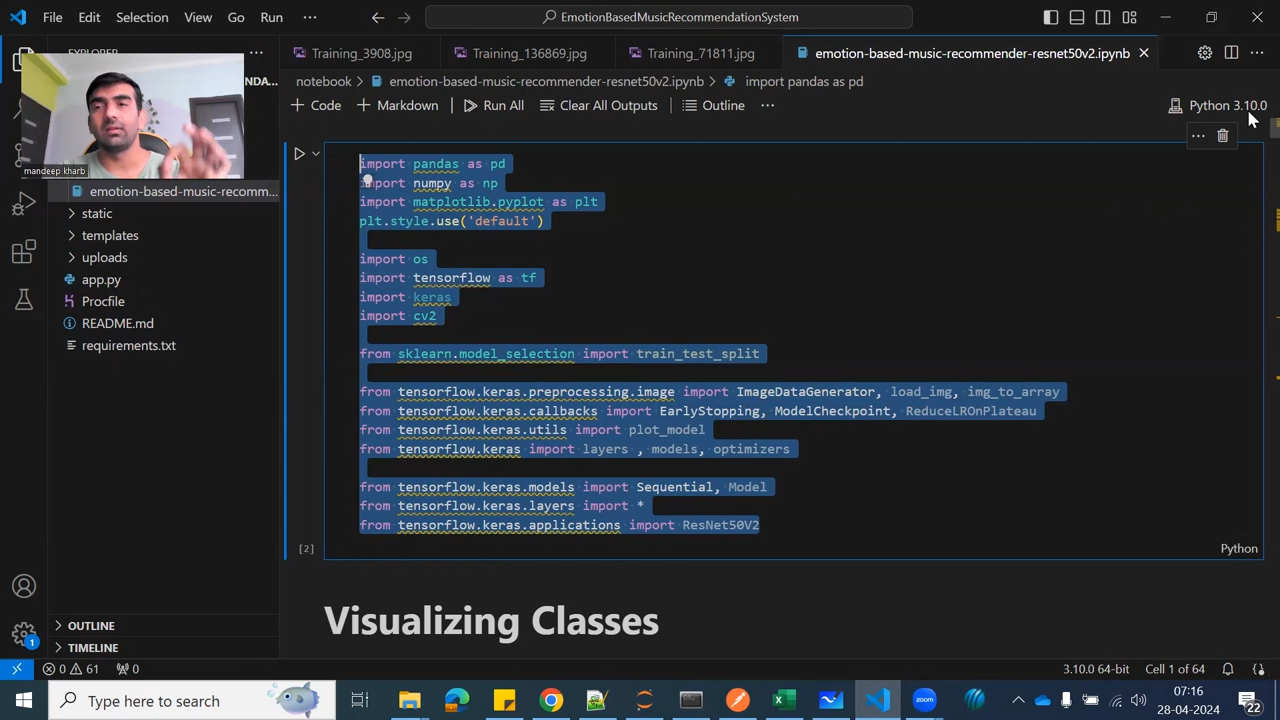 File Edit Selection View Go Run ··· EmotionBasedMusicRecommendationSystem
EXPLORER
Training_3908.jpg Training_136869.jpg Training_71811.jpg emotion-based-music-recommender-resnet50v2.ipynb
NDA...
notebook > emotion-based-music-recommender-resnet50v2.ipynb > import pandas as pd
+ Code + Markdown Run All Clear All Outputs Outline ··· Python 3.10.0
mandeep kharb
emotion-based-music-recomm...
static
templates
uploads
app.py
Procfile
README.md
requirements.txt
OUTLINE
TIMELINE
import pandas as pd
import numpy as np
import matplotlib.pyplot as plt
plt.style.use('default')
import os
import tensorflow as tf
import keras
import cv2
from sklearn.model_selection import train_test_split
from tensorflow.keras.preprocessing.image import ImageDataGenerator, load_img, img_to_array
from tensorflow.keras.callbacks import EarlyStopping, ModelCheckpoint, ReduceLROnPlateau
from tensorflow.keras.utils import plot_model
from tensorflow.keras import layers , models, optimizers
from tensorflow.keras.models import Sequential, Model
from tensorflow.keras.layers import *
from tensorflow.keras.applications import ResNet50V2
[2] Python
Visualizing Classes
1
0 61 0 3.10.0 64-bit Cell 1 of 64
Type here to search
zoom
07:16
28-04-2024
22